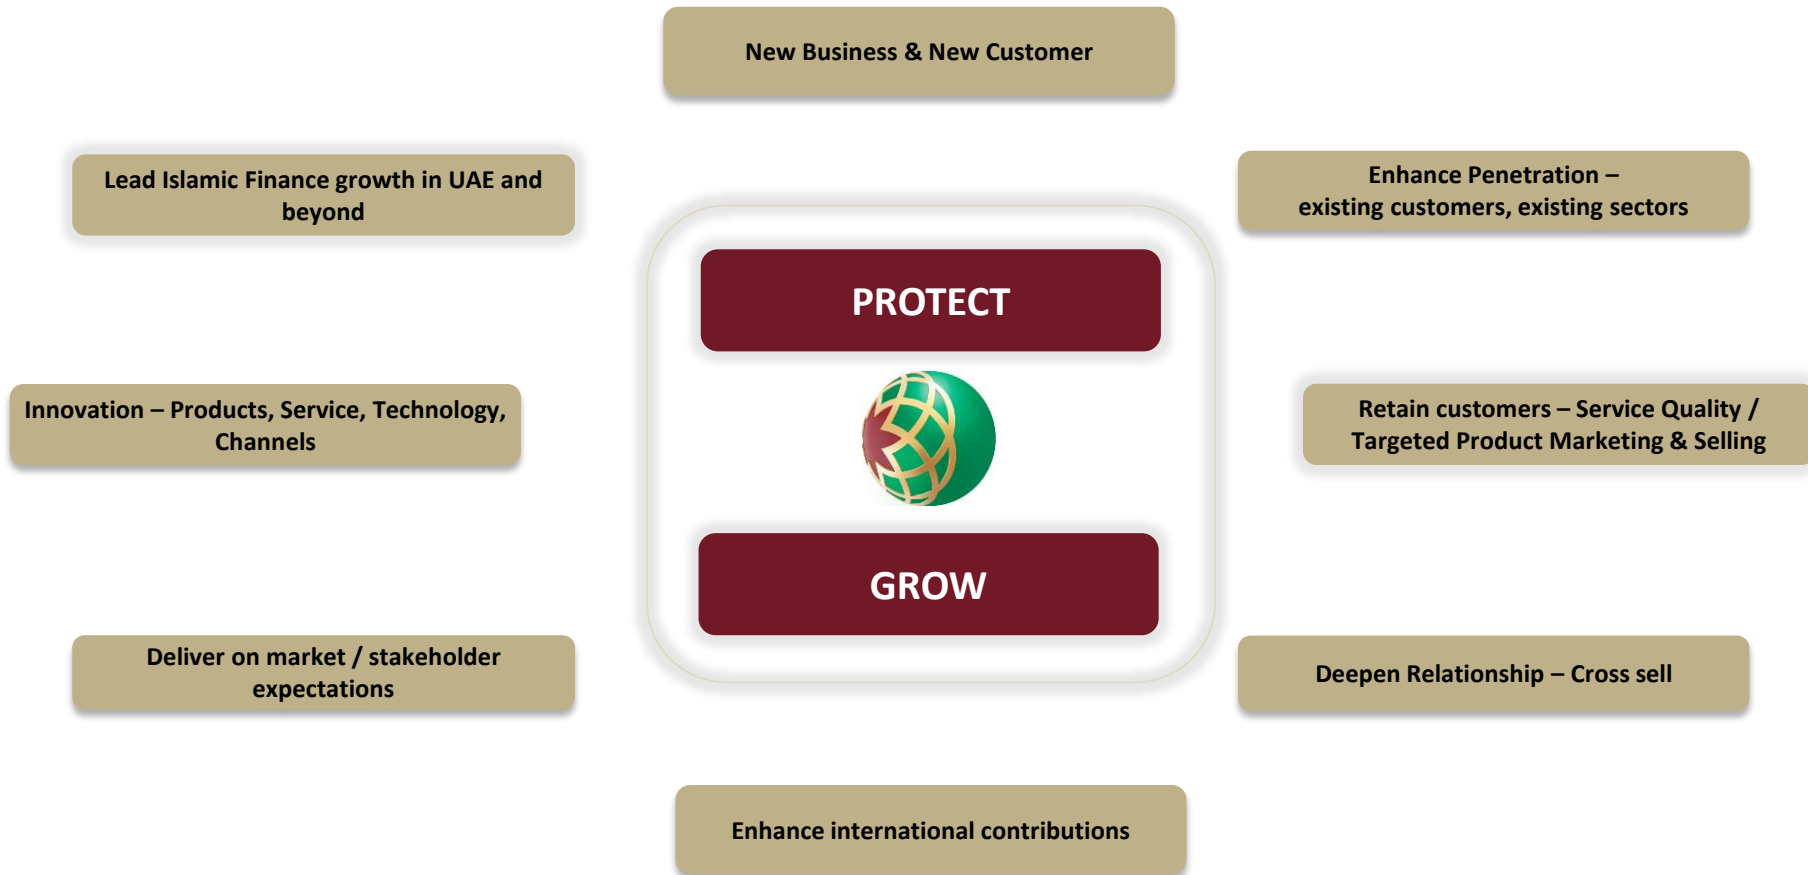 New Business & New Customer
Lead Islamic Finance growth in UAE and
beyond
Enhance Penetration –
existing customers, existing sectors
PROTECT
Innovation – Products, Service, Technology,
Channels
Retain customers – Service Quality /
Targeted Product Marketing & Selling
GROW
Deliver on market / stakeholder
expectations
Deepen Relationship – Cross sell
Enhance international contributions